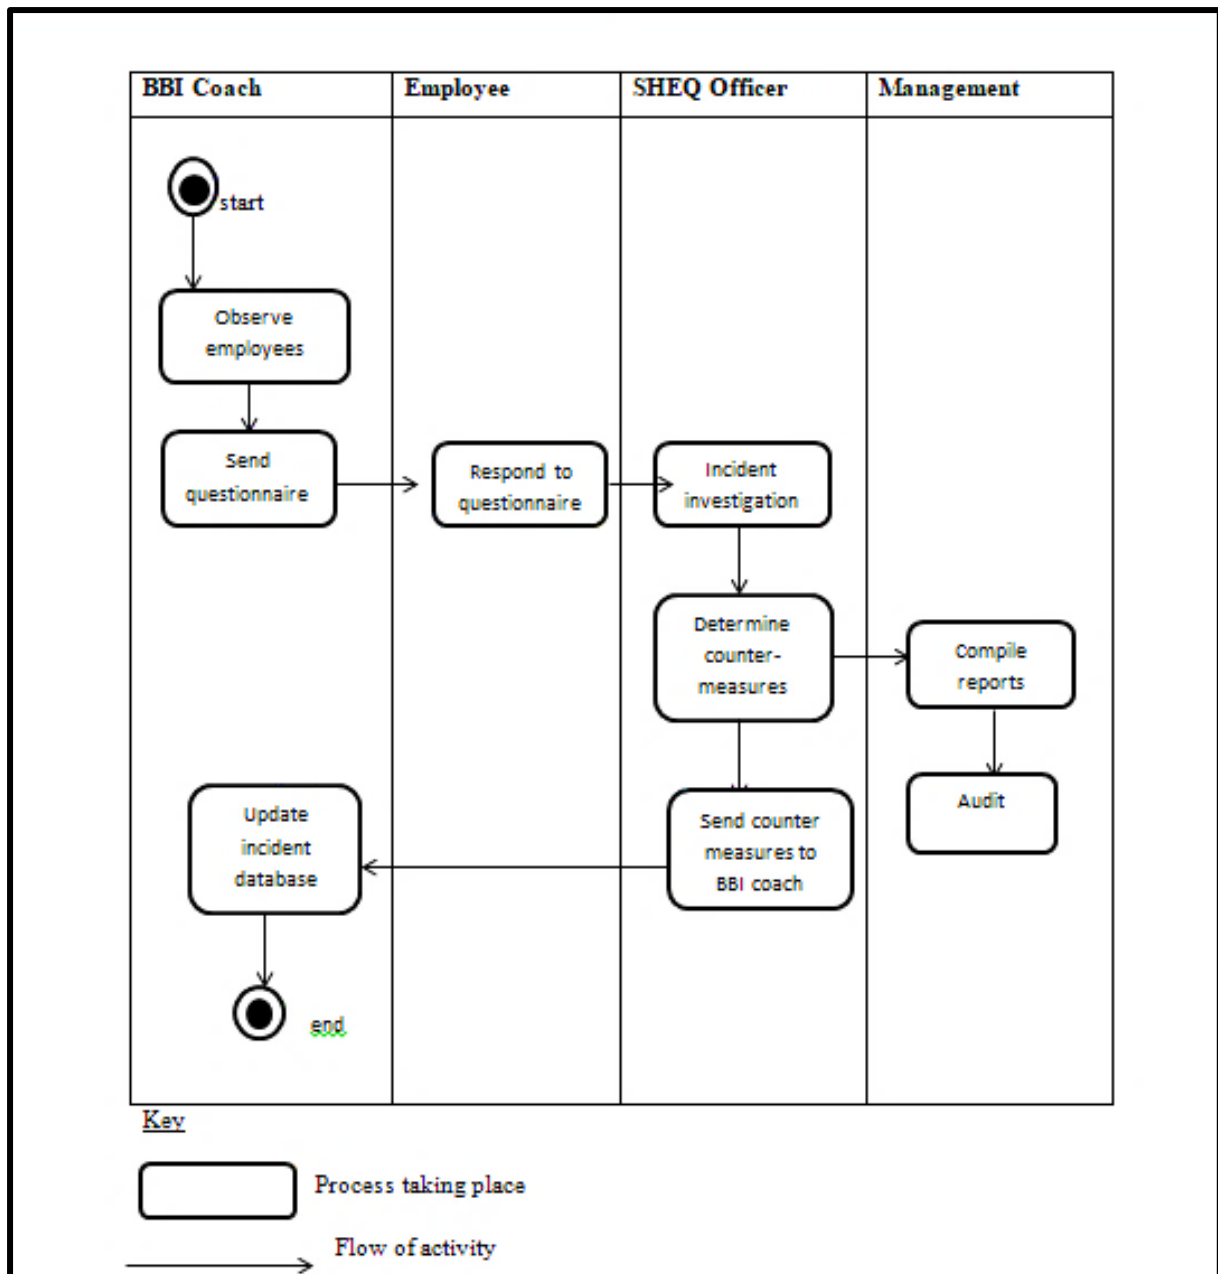 BBI Coach
Employee
SHEQ Officer
Management
start
Observe
employees
Send
questionnaire
Respond to
questionnaire
Incident
investigation
Determine
counter-
measures
Compile
reports
Update
incident
database
Send counter
measures to
BBI coach
Audit
end
Key
Process taking place
Flow of activity